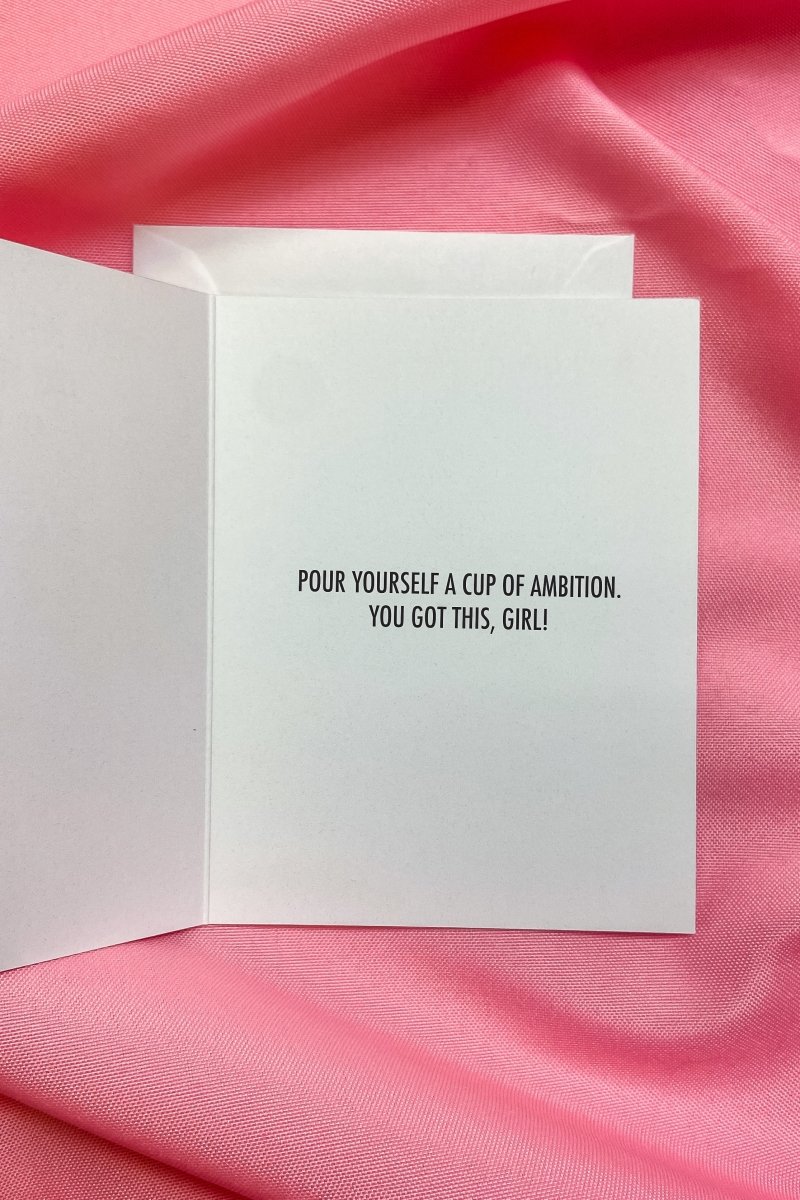 POUR YOURSELF A CUP OF AMBITION.
YOU GOT THIS, GIRL!